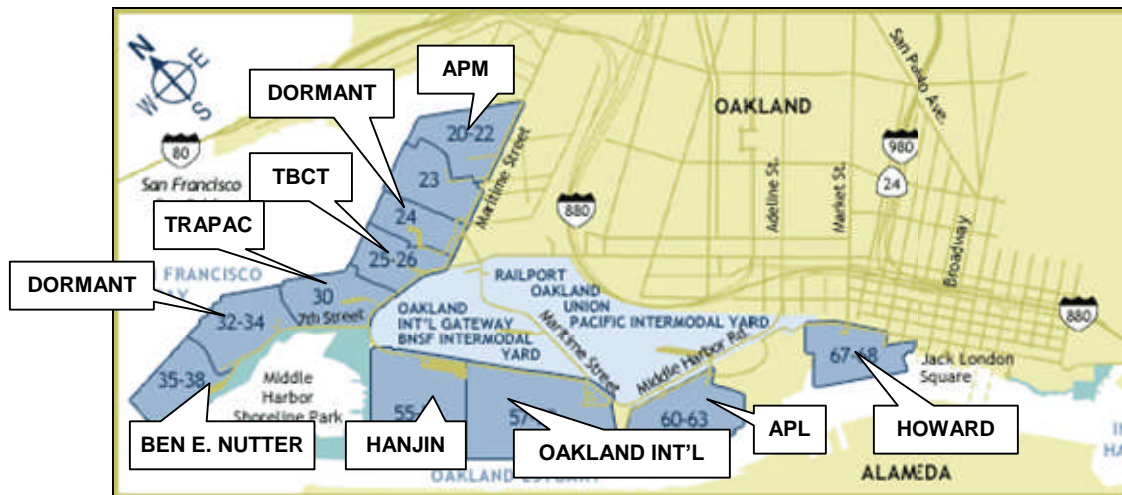 N
E
W
S
APM
DORMANT
OAKLAND
San Pablo Ave.
20-22
980
80
24
San Francisco
TBCT
23
Maritime Street
880
Adeline St.
Market St.
TRAPAC
24
25-26
Broadway
DORMANT
FRANCISCO
30
7th Street
32-34
RAILPORT
OAKLAND
UNION
PACIFIC INTERMODAL YARD
OAKLAND
INT'L GATEWAY
BNSF INTERMODAL
YARD
Maritime Street
Middle Harbor Rd.
880
35-38
Middle
Harbor
Shoreline Park
67-68
Jack London
Square
55-
57-
60-63
BEN E. NUTTER
HANJIN
OAKLAND INT’L
APL
HOWARD
OAKLAND ESTUARY
ALAMEDA